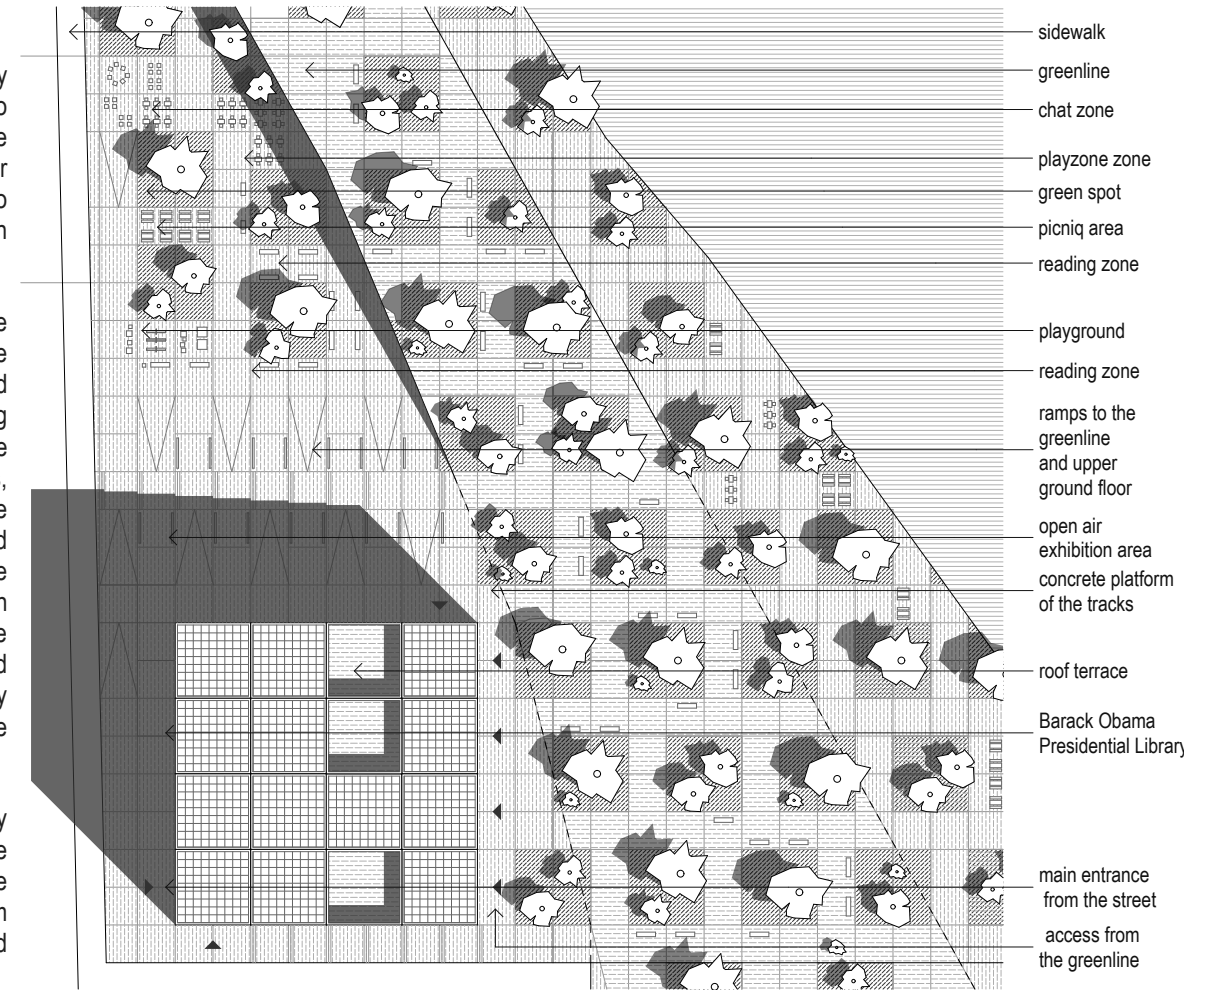 sidewalk
greenline
chat zone
playzone zone
green spot
picniq area
reading zone
playground
reading zone
ramps to the
greenline
and upper
ground floor
open air
exhibition area
concrete platform
of the tracks
roof terrace
Barack Obama
Presidential Library
main entrance
from the street
access from
the greenline